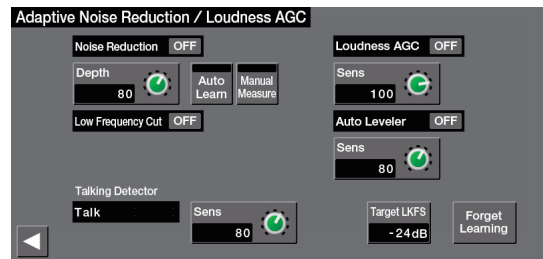 Adaptive Noise Reduction / Loudness AGC
Noise Reduction OFF
Loudness AGC OFF
Depth
80
Auto Learn
Manual Measure
Sens
100
Low Frequency Cut OFF
Auto Leveler OFF
Sens
80
Talking Detector
Talk
Sens
80
Target LKFS
-24dB
Forget Learning